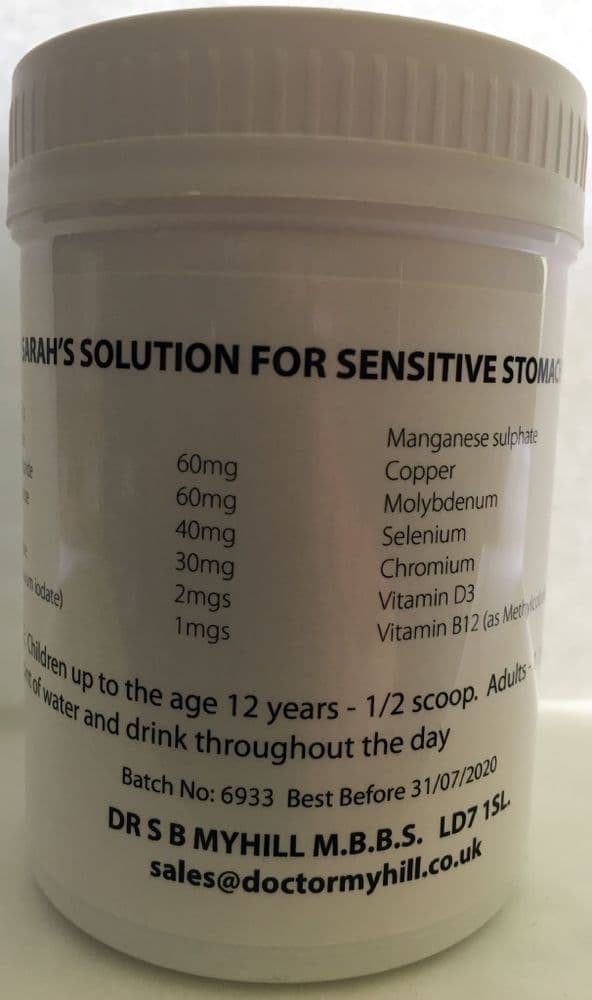 SARAH'S SOLUTION FOR SENSITIVE
Manganese sulphate
60mg Copper
60mg Molybdenum
40mg Selenium
30mg Chromium
2mgs Vitamin D3
iodate) 1mgs Vitamin B12 (as
Children up to the age 12 years - 1/2 scoop. Adults -
of water and drink throughout the day
Batch No: 6933 Best Before 31/07/2020
DR S B MYHILL M.B.B.S. LD7 1SL.
sales@doctormyhill.co.uk